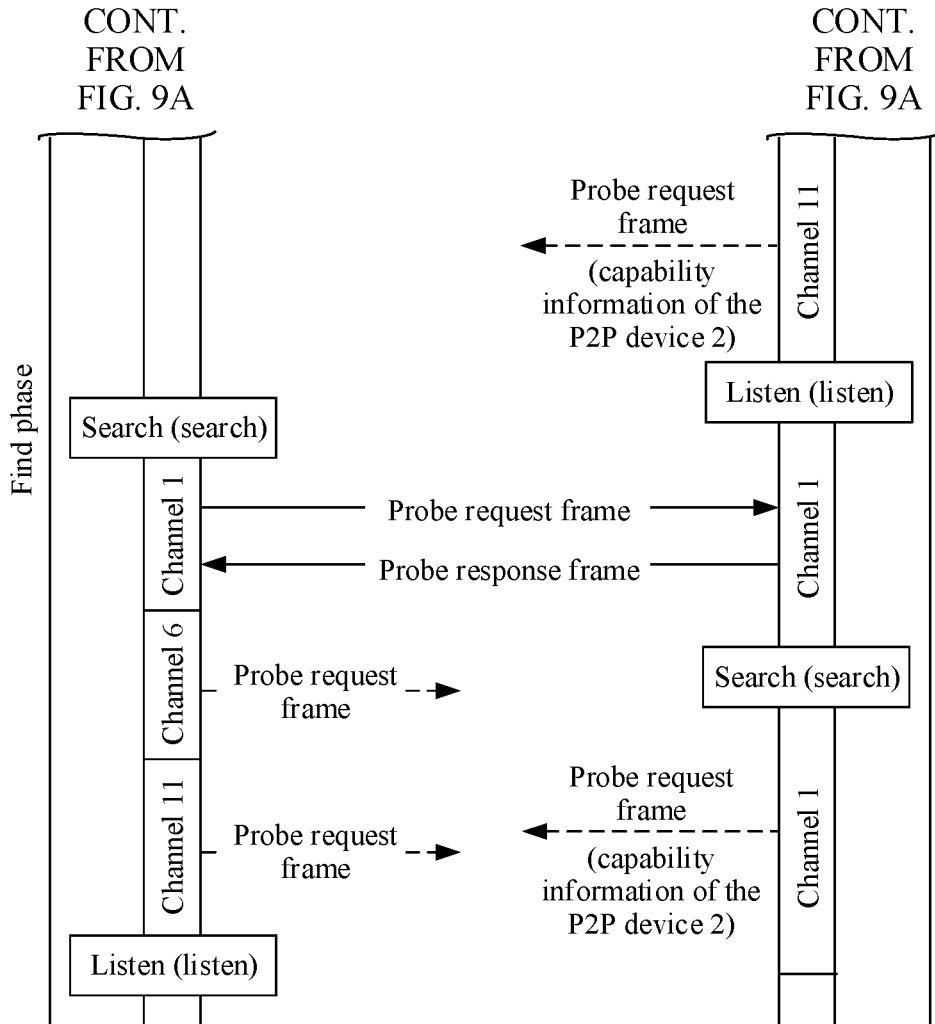 CONT.
FROM
FIG. 9A
CONT.
FROM
FIG. 9A
Probe request
frame
(capability
information of the
P2P device 2)
Channel 11
Listen (listen)
Find phase
Search (search)
Channel 1
Probe request frame
Channel 1
Probe response frame
Channel 6
Probe request
frame
Search (search)
Channel 11
Probe request
frame
Probe request
frame
(capability
information of the
P2P device 2)
Channel 1
Listen (listen)